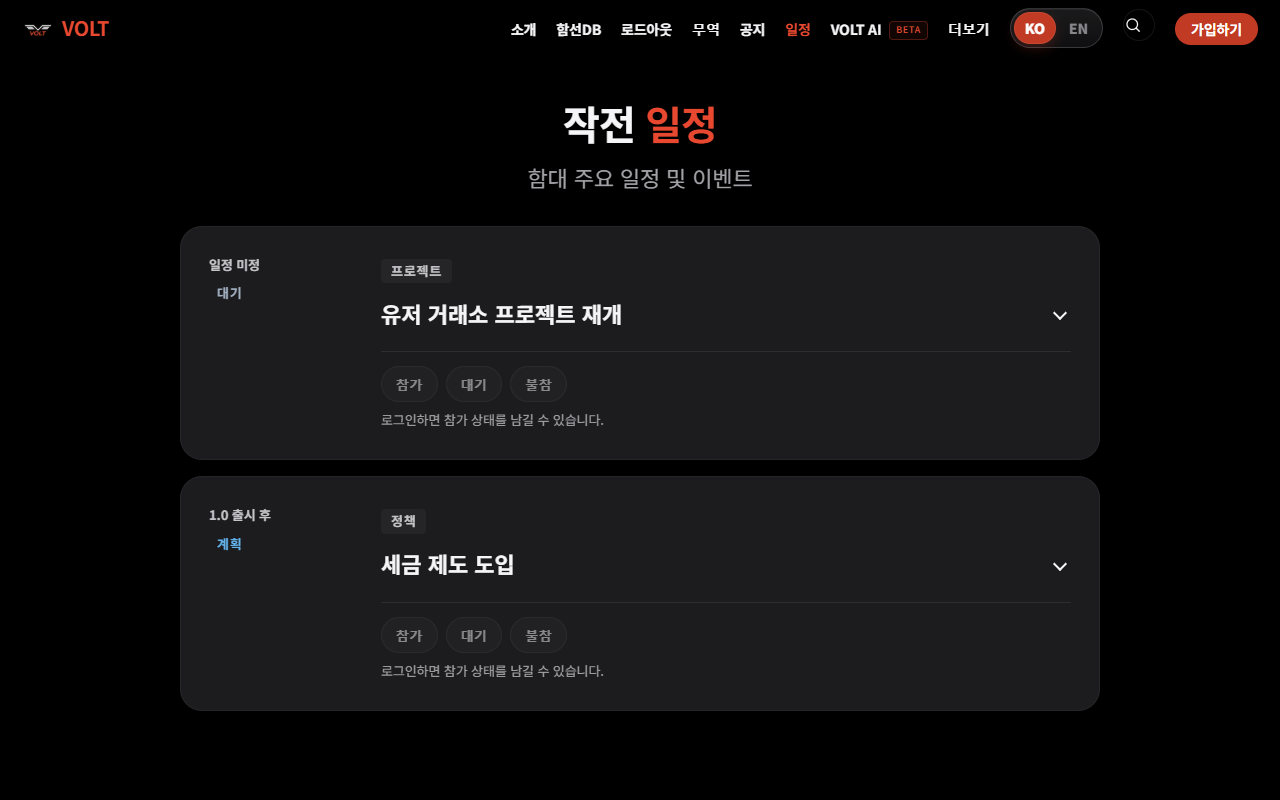 VOLT VOLT 소개 함선DB 로드아웃 무역 공지 일정 VOLT AI BETA 더보기 KO EN 가입하기
작전 일정
함대 주요 일정 및 이벤트
일정 미정
대기
프로젝트
유저 거래소 프로젝트 재개
참가 대기 불참
로그인하면 참가 상태를 남길 수 있습니다.
1.0 출시 후
계획
정책
세금 제도 도입
참가 대기 불참
로그인하면 참가 상태를 남길 수 있습니다.